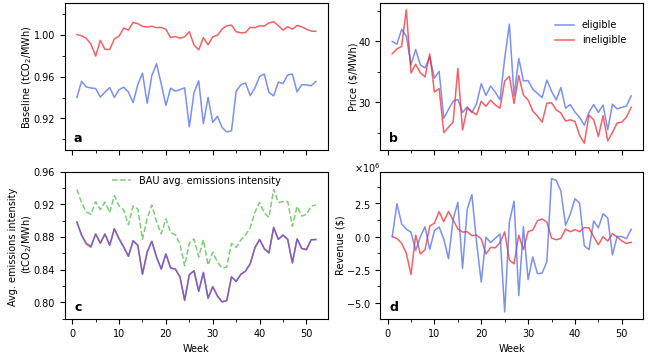 Baseline (tCO₂/MWh)
1.00
0.96
0.92
a
Price ($/MWh)
40
30
eligible
ineligible
b
Avg. emissions intensity
(tCO₂/MWh)
0.96
0.92
0.88
0.84
0.80
BAU avg. emissions intensity
c
0
10
20
30
40
50
Week
×10⁶
Revenue ($)
2.5
0.0
−2.5
−5.0
d
0
10
20
30
40
50
Week